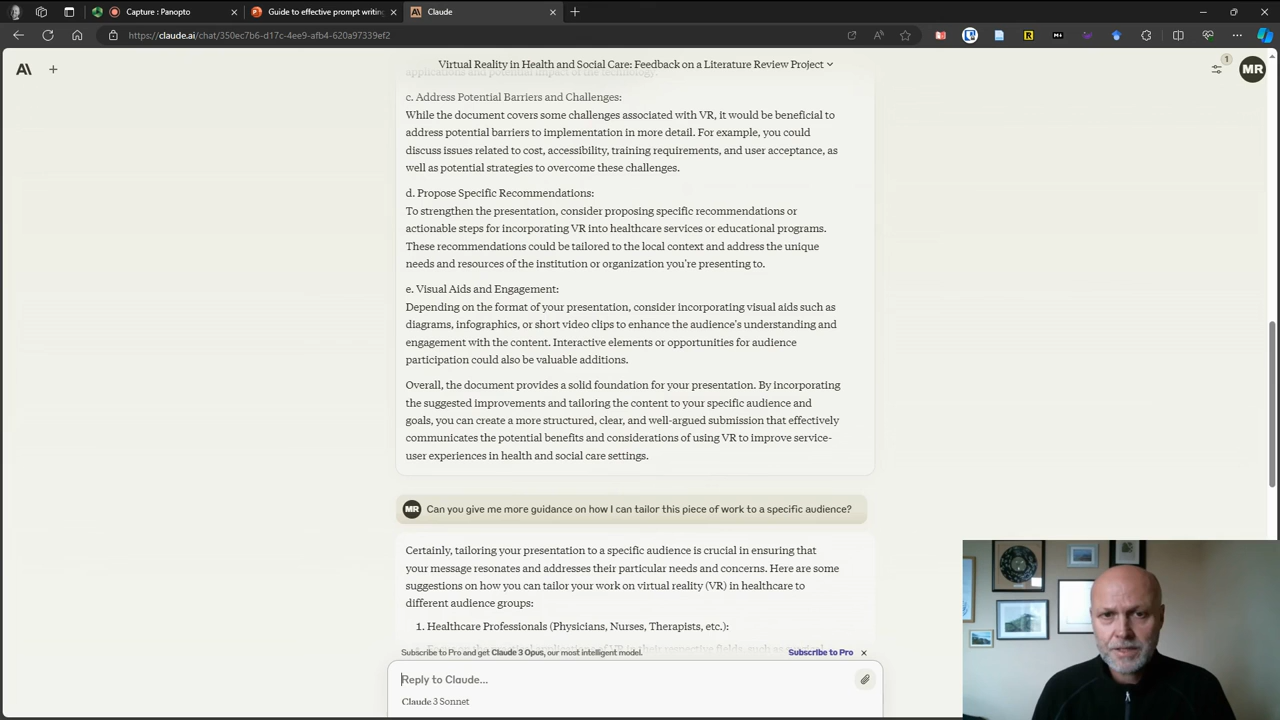 Capture : Panopto
Guide to effective prompt writing
Claude
https://claude.ai/chat/350ec7b6-d17c-4ee9-afb4-620a97339ef2
Virtual Reality in Health and Social Care: Feedback on a Literature Review Project
1
MR
applications and potential impact of the technology.
c. Address Potential Barriers and Challenges:
While the document covers some challenges associated with VR, it would be beneficial to
address potential barriers to implementation in more detail. For example, you could
discuss issues related to cost, accessibility, training requirements, and user acceptance, as
well as potential strategies to overcome these challenges.
d. Propose Specific Recommendations:
To strengthen the presentation, consider proposing specific recommendations or
actionable steps for incorporating VR into healthcare services or educational programs.
These recommendations could be tailored to the local context and address the unique
needs and resources of the institution or organization you're presenting to.
e. Visual Aids and Engagement:
Depending on the format of your presentation, consider incorporating visual aids such as
diagrams, infographics, or short video clips to enhance the audience's understanding and
engagement with the content. Interactive elements or opportunities for audience
participation could also be valuable additions.
Overall, the document provides a solid foundation for your presentation. By incorporating
the suggested improvements and tailoring the content to your specific audience and
goals, you can create a more structured, clear, and well-argued submission that effectively
communicates the potential benefits and considerations of using VR to improve service-
user experiences in health and social care settings.
MR Can you give me more guidance on how I can tailor this piece of work to a specific audience?
Certainly, tailoring your presentation to a specific audience is crucial in ensuring that
your message resonates and addresses their particular needs and concerns. Here are some
suggestions on how you can tailor your work on virtual reality (VR) in healthcare to
different audience groups:
1. Healthcare Professionals (Physicians, Nurses, Therapists, etc.):
Subscribe to Pro and get Claude 3 Opus, our most intelligent model.
Subscribe to Pro
Reply to Claude...
Claude 3 Sonnet